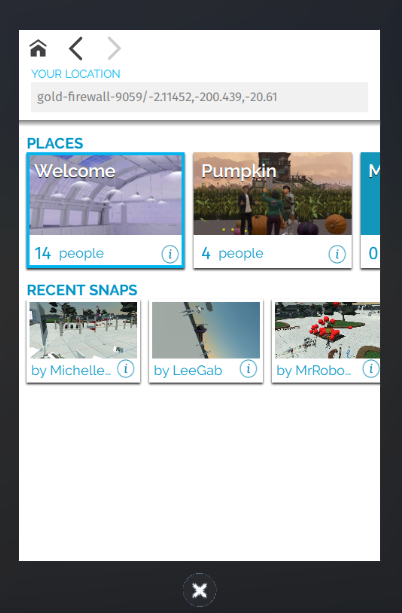 YOUR LOCATION
gold-firewall-9059/-2.11452,-200.439,-20.61
PLACES
Welcome
Pumpkin
M
14 people
4 people
0
RECENT SNAPS
by Michelle...
by LeeGab
by MrRobo...